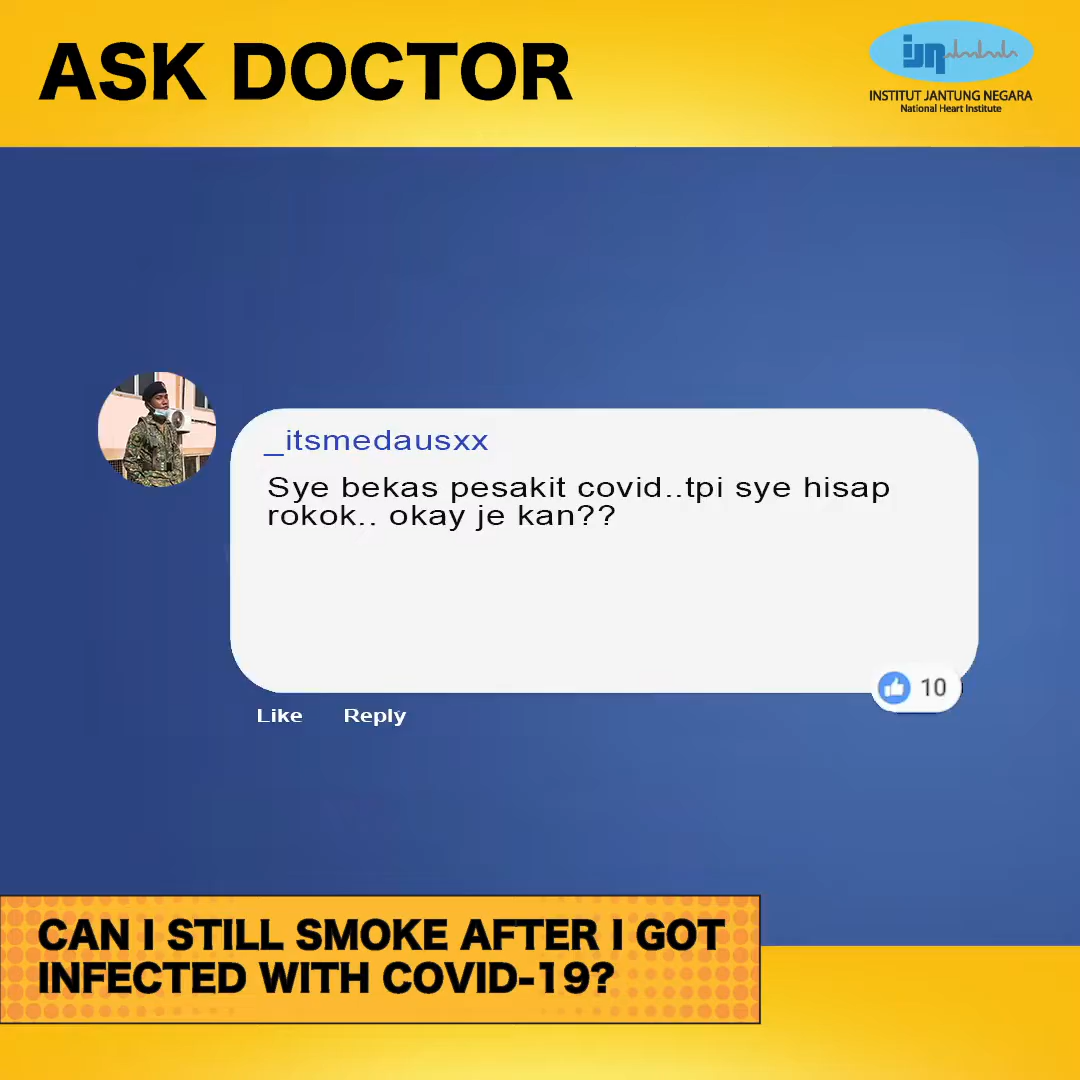 ASK DOCTOR
ijn
INSTITUT JANTUNG NEGARA
National Heart Institute
_itsmedausxx
Sye bekas pesakit covid..tpi sye hisap
rokok.. okay je kan??
10
Like Reply
CAN I STILL SMOKE AFTER I GOT
INFECTED WITH COVID-19?